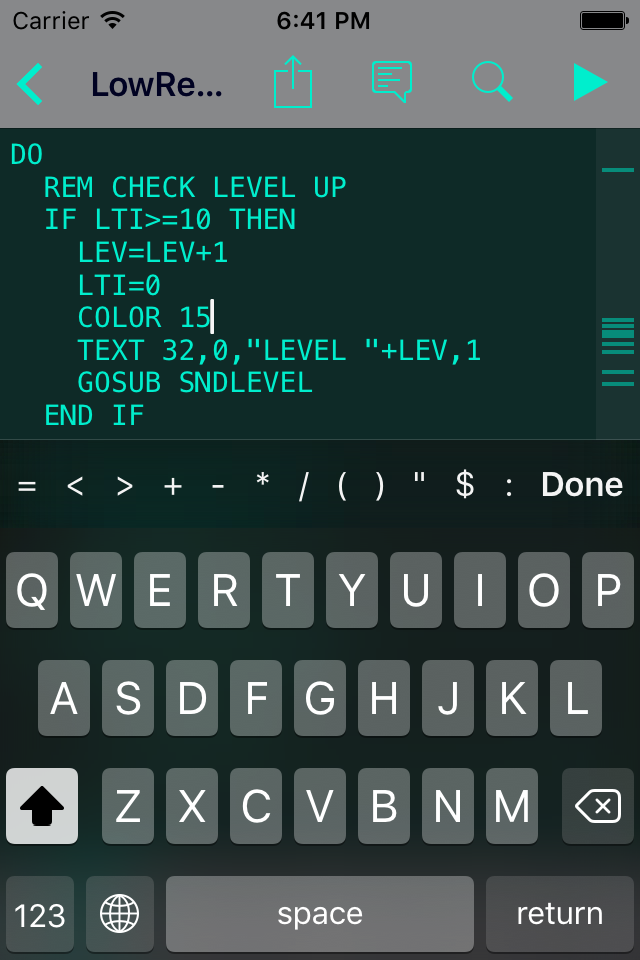 Carrier 6:41 PM
LowRe...
DO
REM CHECK LEVEL UP
IF LTI>=10 THEN
LEV=LEV+1
LTI=0
COLOR 15
TEXT 32,0,"LEVEL "+LEV,1
GOSUB SNDLEVEL
END IF
= < > + - * / ( ) " $ : Done
Q W E R T Y U I O P
A S D F G H J K L
Z X C V B N M
123 space return